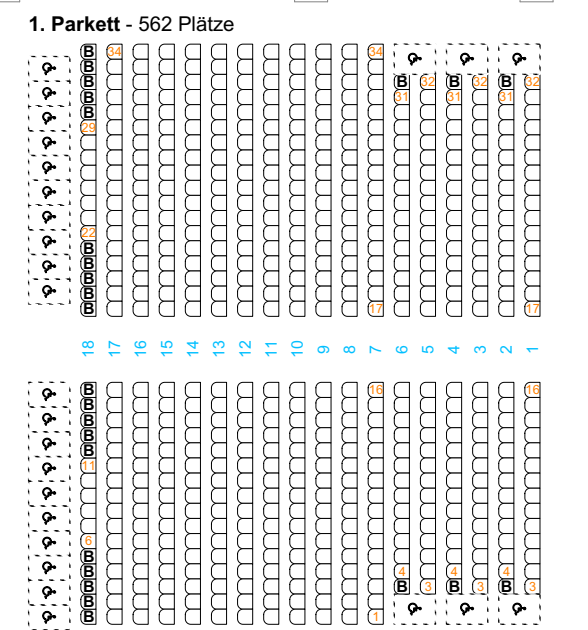 1. Parkett - 562 Plätze
B 34 34
B
B B 32 B 32 B 32
B 31 31 31
B
29
22
B
B
B
B
B 17 17
18 17 16 15 14 13 12 11 10 9 8 7 6 5 4 3 2 1
B 16 16
B
B
B
B
11
6
B
B 4 4 4
B B 3 B 3 B 3
B
B 1